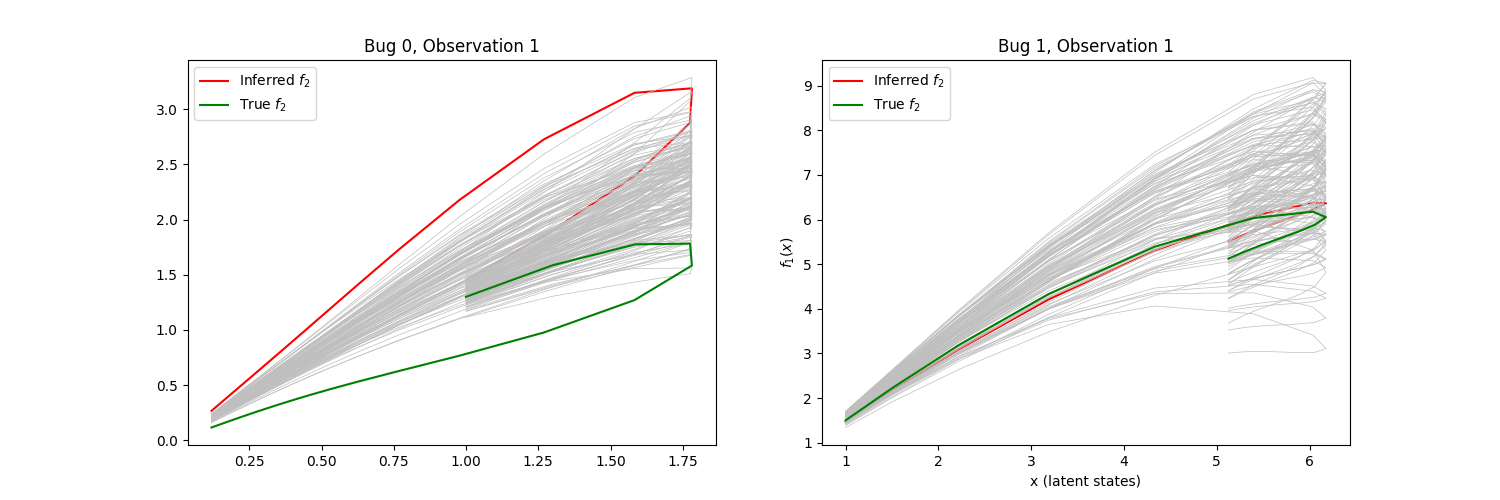 Bug 0, Observation 1
Inferred f₂
True f₂
3.0
2.5
2.0
1.5
1.0
0.5
0.0
0.25 0.50 0.75 1.00 1.25 1.50 1.75
Bug 1, Observation 1
Inferred f₂
True f₂
9
8
7
6
5
4
3
2
1
f₁(x)
1 2 3 4 5 6
x (latent states)